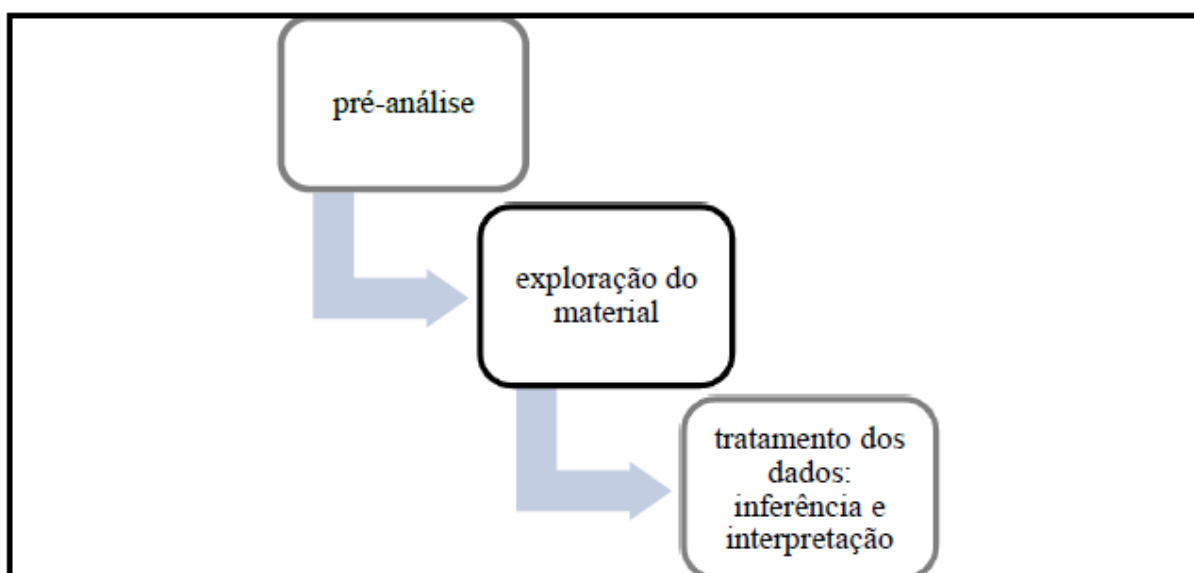 pré-análise
exploração do
material
tratamento dos
dados:
inferência e
interpretação